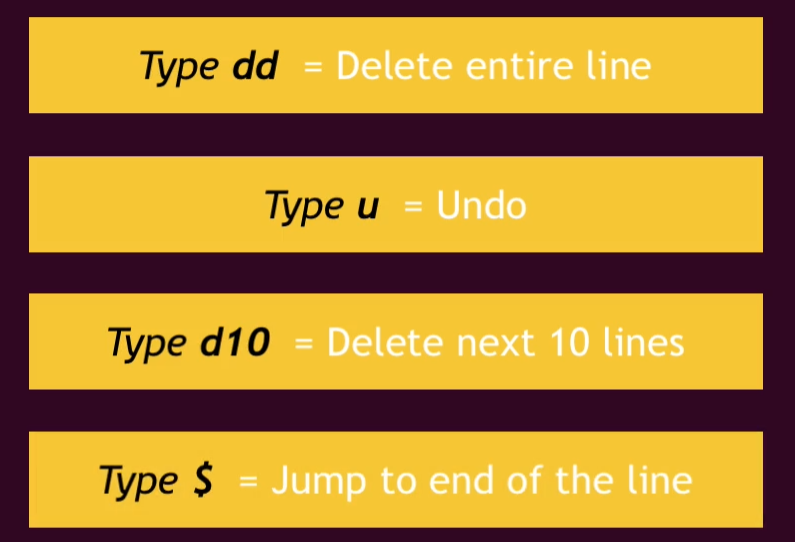 Type dd = Delete entire line
Type u = Undo
Type d10 = Delete next 10 lines
Type $ = Jump to end of the line